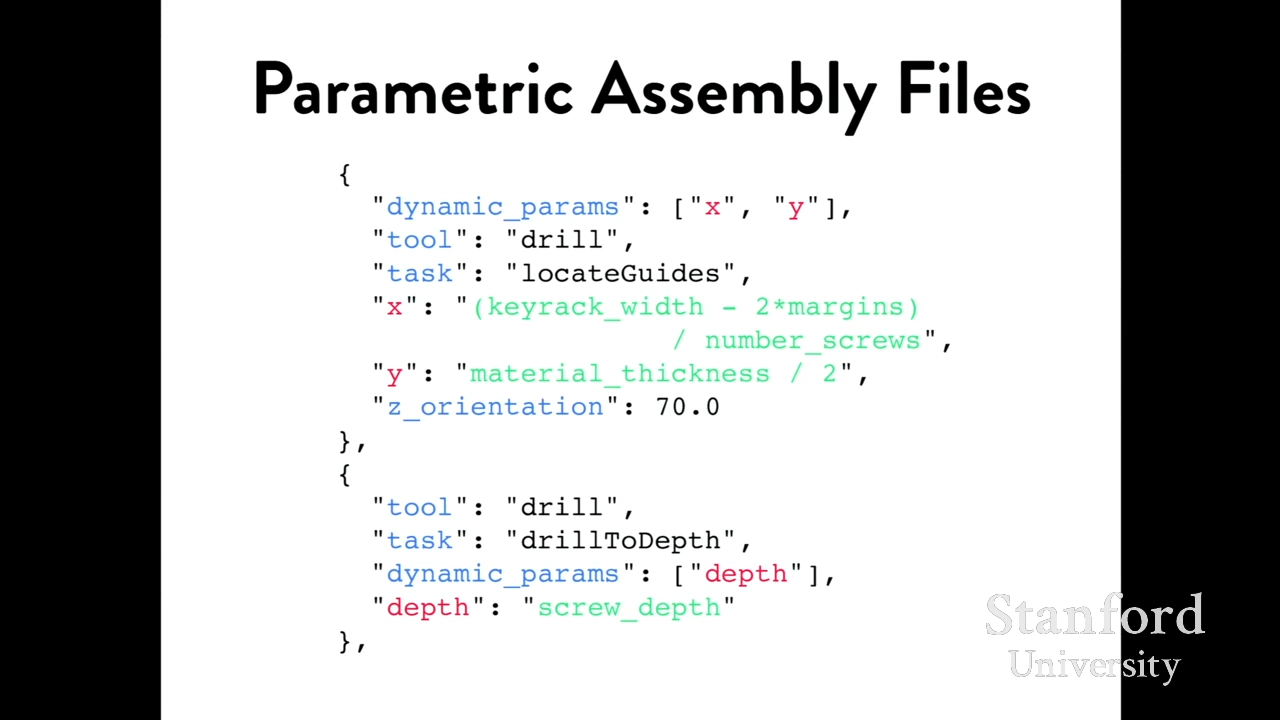 Parametric Assembly Files
{
"dynamic_params": ["x", "y"],
"tool": "drill",
"task": "locateGuides",
"x": "(keyrack_width - 2*margins)
/ number_screws",
"y": "material_thickness / 2",
"z_orientation": 70.0
},
{
"tool": "drill",
"task": "drillToDepth",
"dynamic_params": ["depth"],
"depth": "screw_depth"
},
Stanford
University